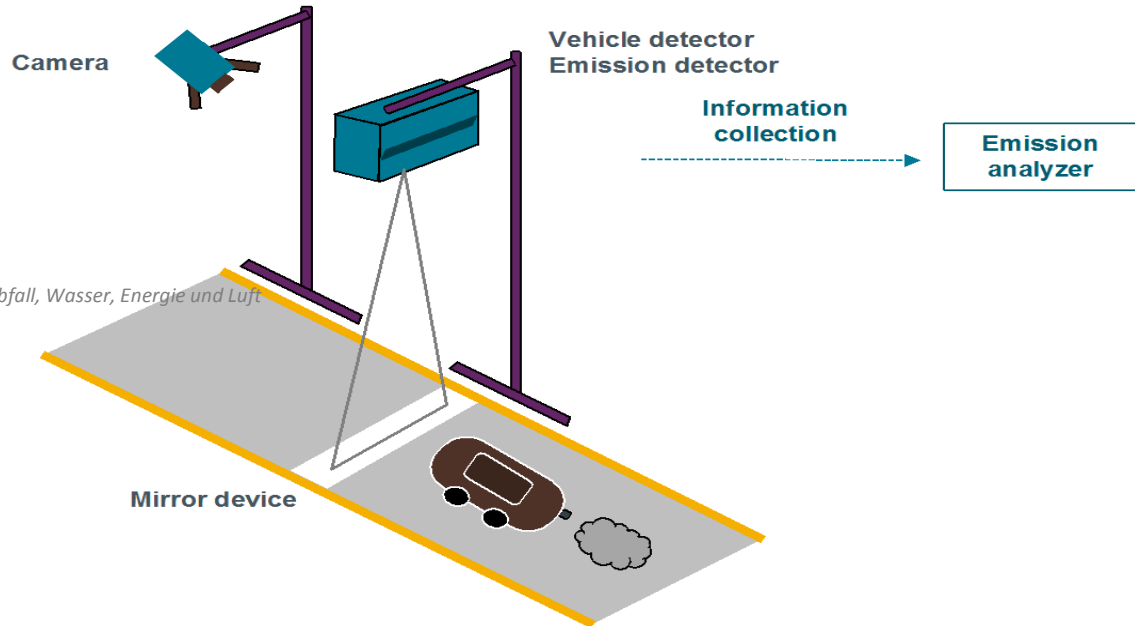 Camera
Vehicle detector
Emission detector
Information
collection
Emission
analyzer
bfall, Wasser, Energie und Luft
Mirror device